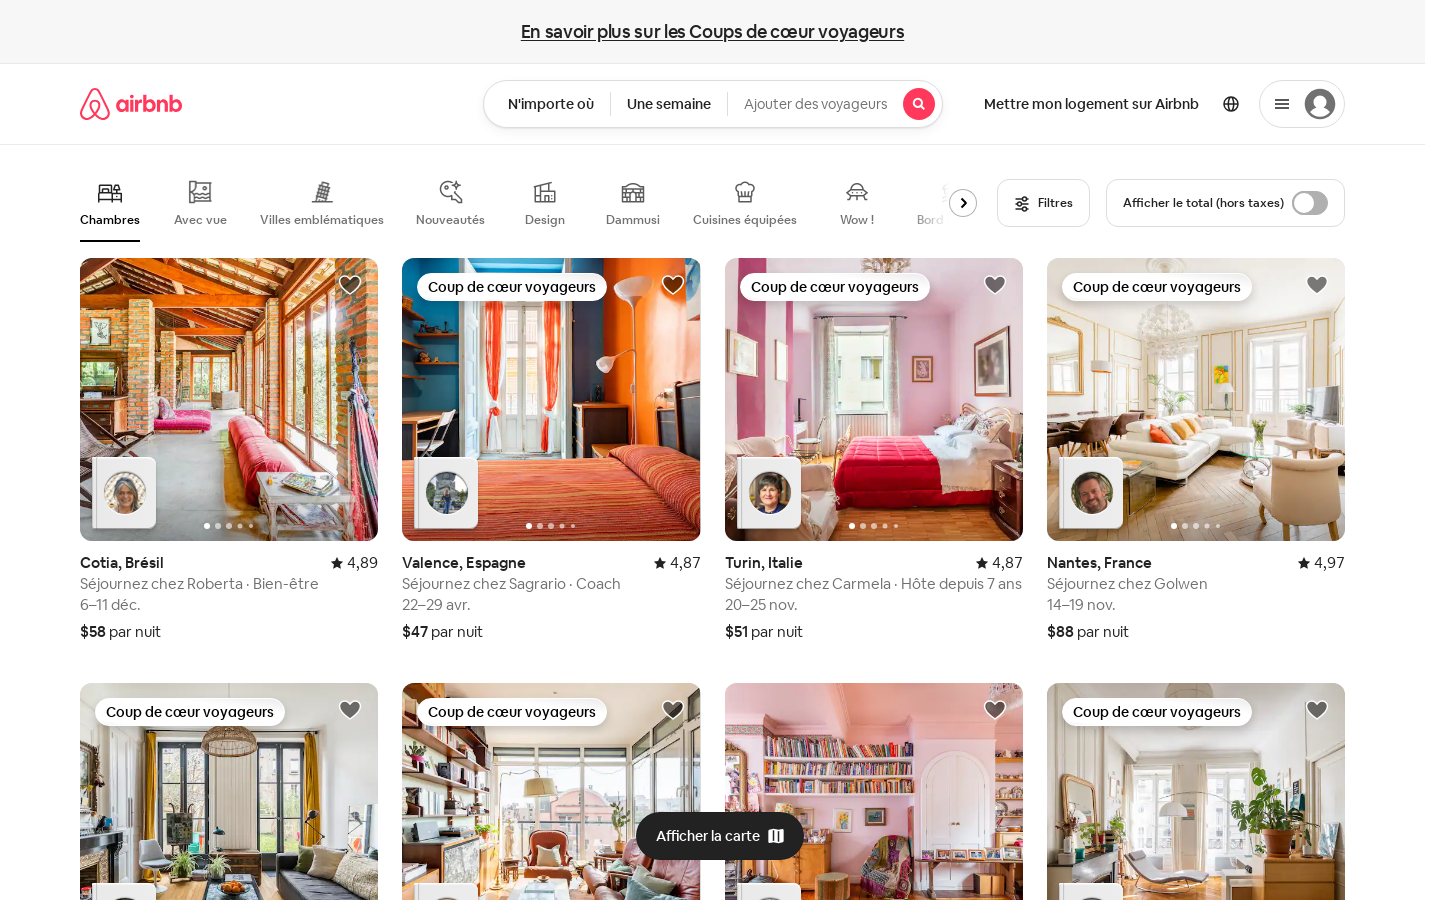 En savoir plus sur les Coups de cœur voyageurs
airbnb
N'importe où
Une semaine
Ajouter des voyageurs
Mettre mon logement sur Airbnb
Chambres
Avec vue
Villes emblématiques
Nouveautés
Design
Dammusi
Cuisines équipées
Wow !
Bord
Filtres
Afficher le total (hors taxes)
Coup de cœur voyageurs
Coup de cœur voyageurs
Coup de cœur voyageurs
Cotia, Brésil
4,89
Séjournez chez Roberta · Bien-être
6–11 déc.
$58 par nuit
Valence, Espagne
4,87
Séjournez chez Sagrario · Coach
22–29 avr.
$47 par nuit
Turin, Italie
4,87
Séjournez chez Carmela · Hôte depuis 7 ans
20–25 nov.
$51 par nuit
Nantes, France
4,97
Séjournez chez Golwen
14–19 nov.
$88 par nuit
Coup de cœur voyageurs
Coup de cœur voyageurs
Coup de cœur voyageurs
Afficher la carte